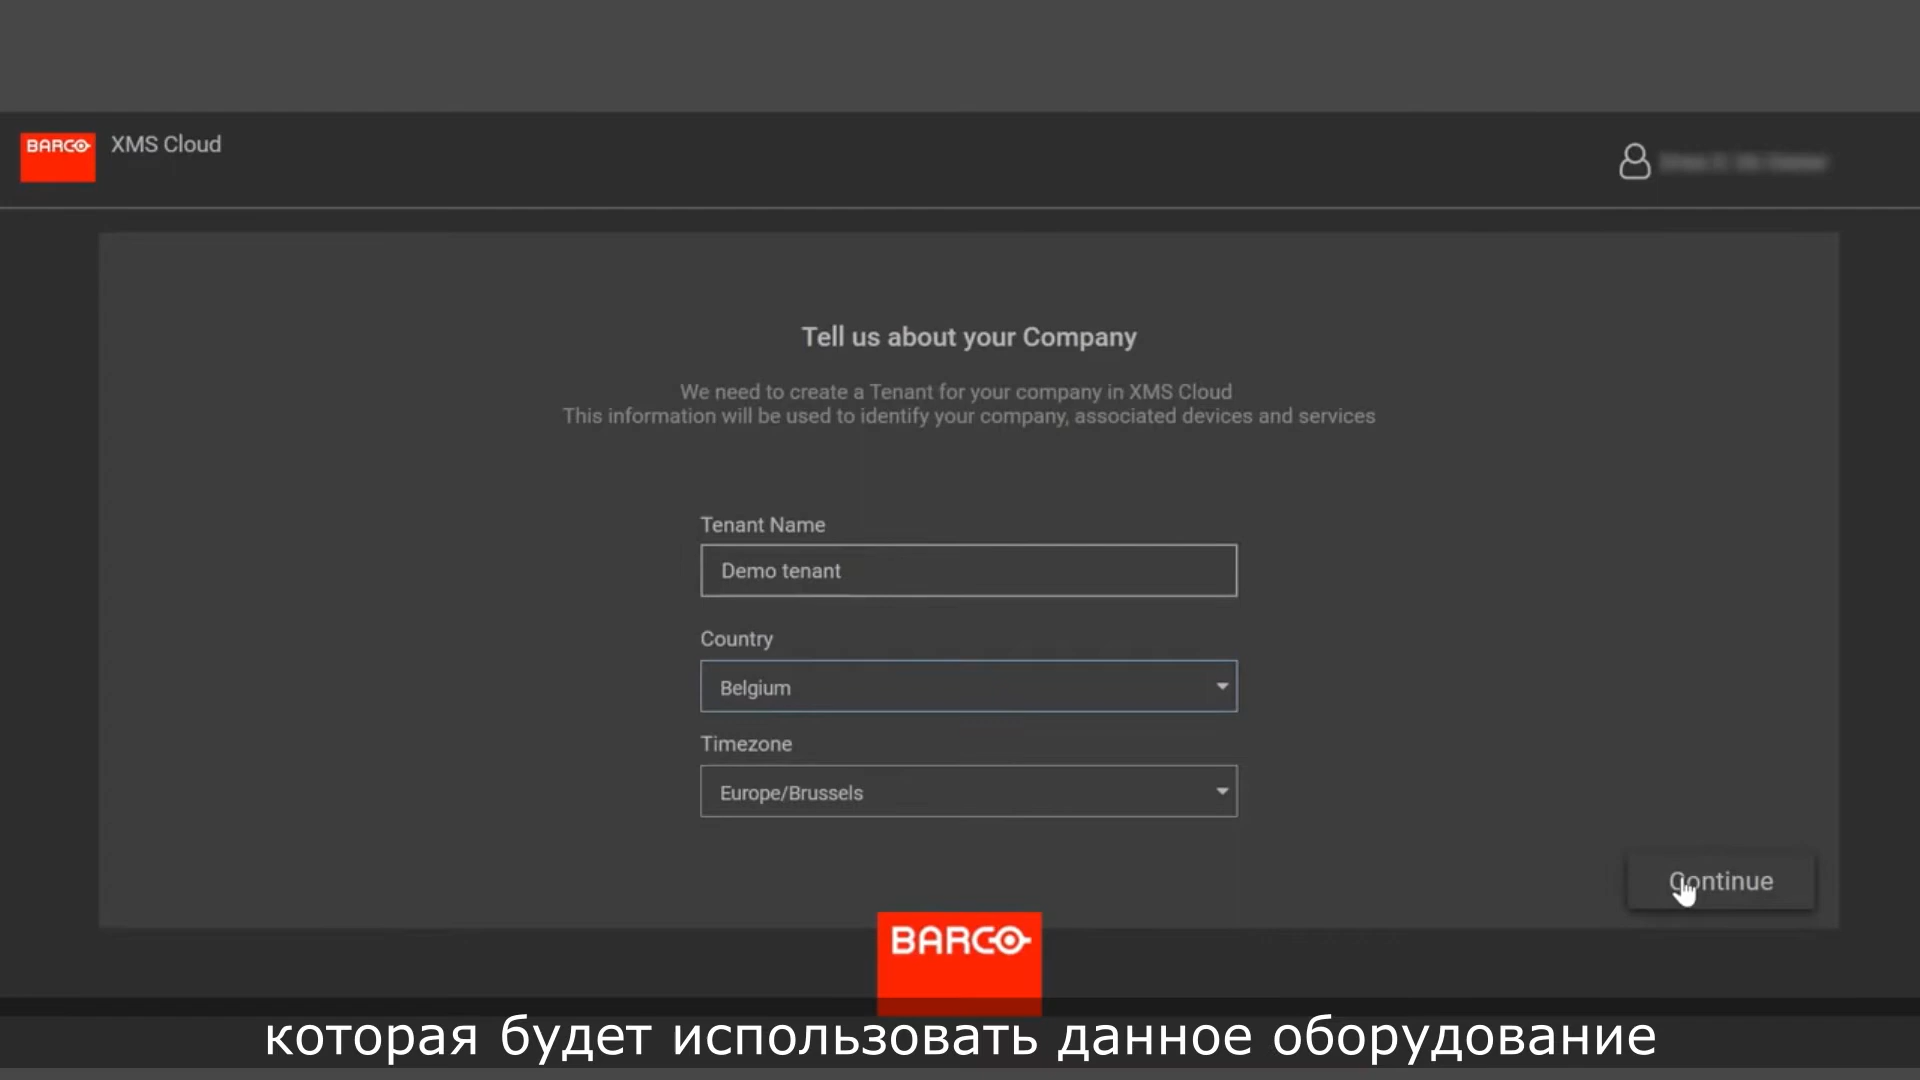 BARCO
XMS Cloud
Tell us about your Company
We need to create a Tenant for your company in XMS Cloud
This information will be used to identify your company, associated devices and services
Tenant Name
Demo tenant
Country
Belgium
Timezone
Europe/Brussels
Continue
BARCO
которая будет использовать данное оборудование